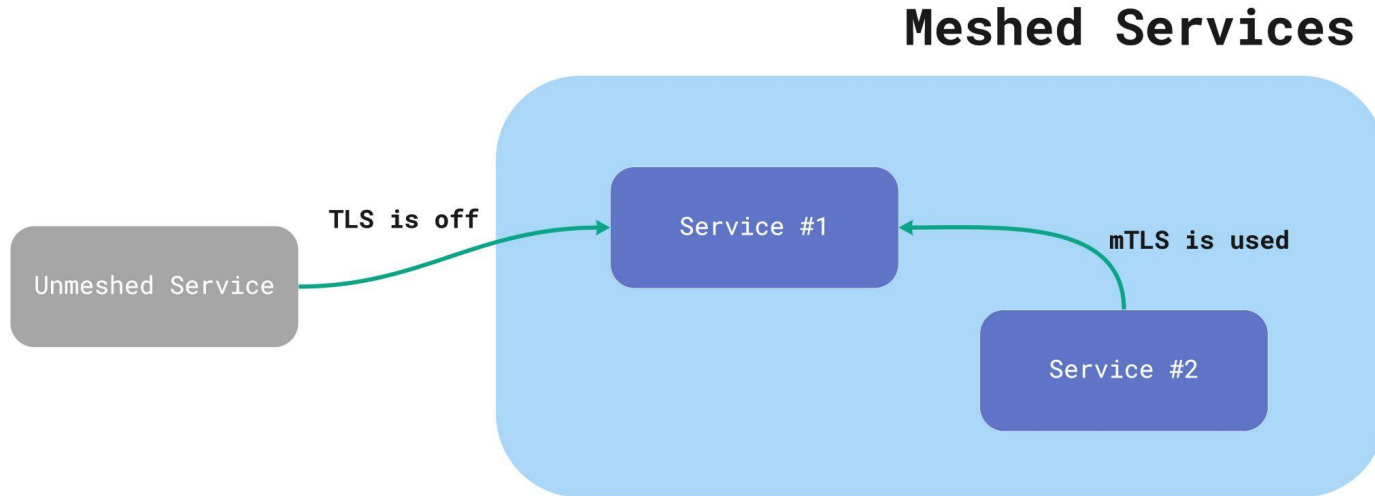 Meshed Services
TLS is off
Service #1
mTLS is used
Unmeshed Service
Service #2